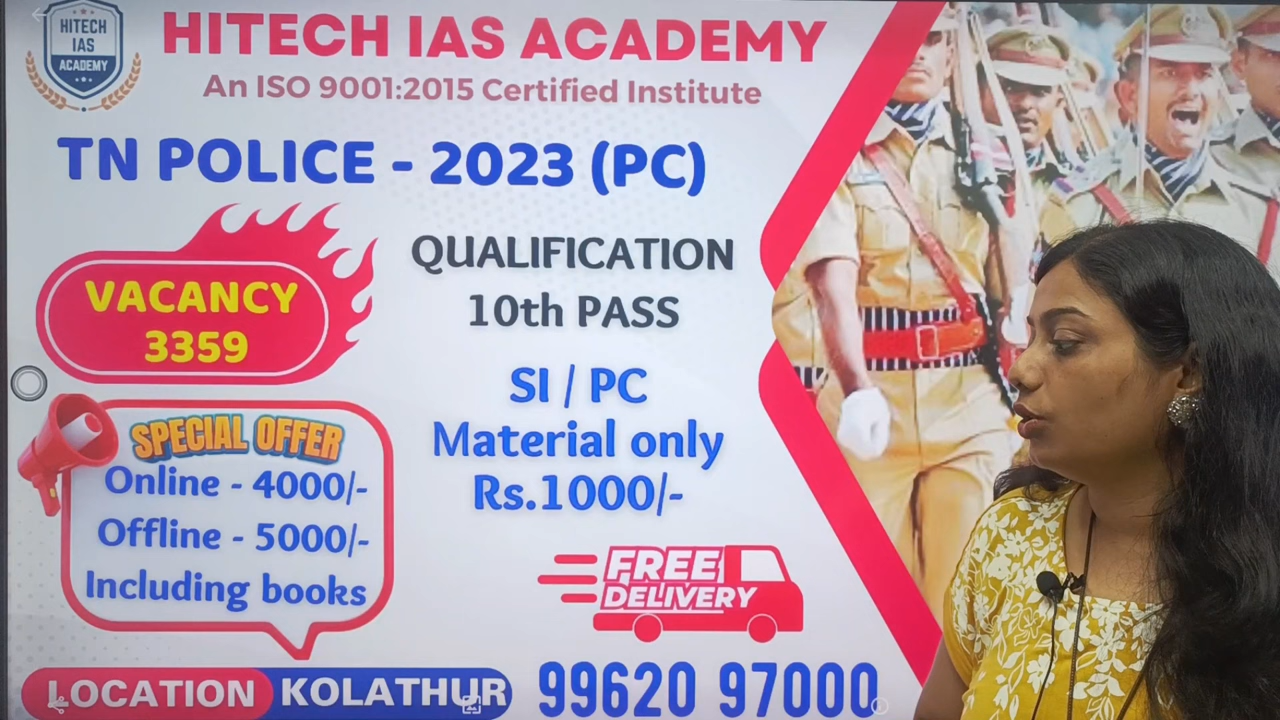 HITECH
IAS
ACADEMY
HITECH IAS ACADEMY
An ISO 9001:2015 Certified Institute
TN POLICE - 2023 (PC)
VACANCY
3359
QUALIFICATION
10th PASS
SI / PC
Material only
Rs.1000/-
SPECIAL OFFER
Online - 4000/-
Offline - 5000/-
Including books
FREE
DELIVERY
LOCATION KOLATHUR
99620 97000